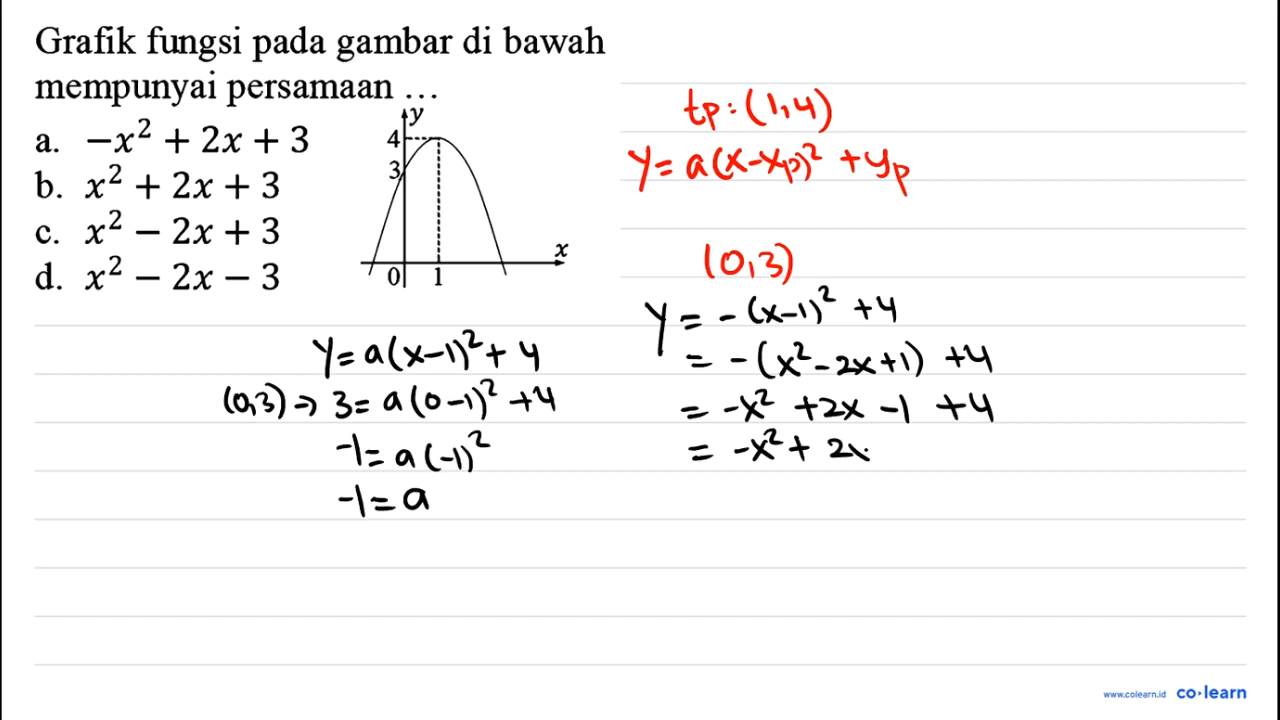 Grafik fungsi pada gambar di bawah
mempunyai persamaan ...
a. −x² + 2x + 3
b. x² + 2x + 3
c. x² − 2x + 3
d. x² − 2x − 3
y
4
3
x
0 1
tp : (1,4)
y = a(x-xp)² + yp
(0,3)
y = a(x-1)² + 4
(0,3) → 3 = a(0-1)² + 4
-1 = a(-1)²
-1 = a
y = -(x-1)² + 4
= -(x² - 2x + 1) + 4
= -x² + 2x - 1 + 4
= -x² + 2x
www.colearn.id co·learn